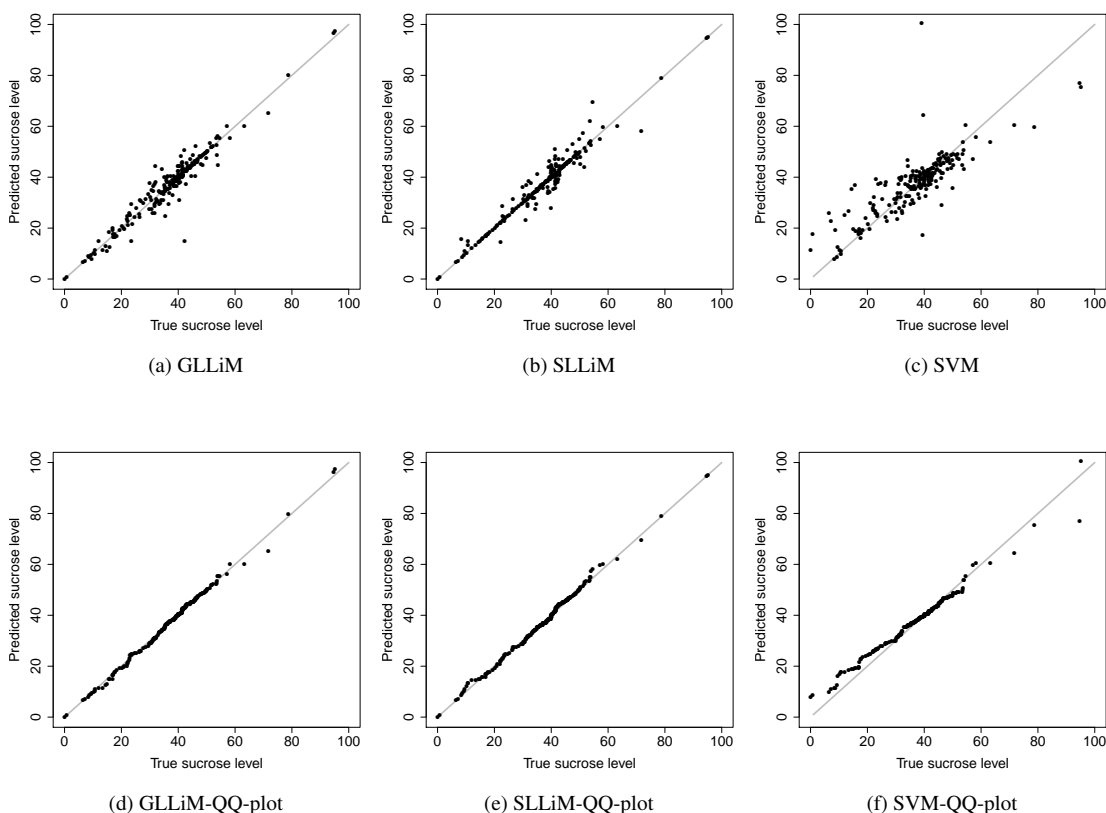 Predicted sucrose level
0 20 40 60 80 100
0 20 40 60 80 100
True sucrose level
(a) GLLiM
Predicted sucrose level
0 20 40 60 80 100
0 20 40 60 80 100
True sucrose level
(b) SLLiM
Predicted sucrose level
0 20 40 60 80 100
0 20 40 60 80 100
True sucrose level
(c) SVM
Predicted sucrose level
0 20 40 60 80 100
0 20 40 60 80 100
True sucrose level
(d) GLLiM-QQ-plot
Predicted sucrose level
0 20 40 60 80 100
0 20 40 60 80 100
True sucrose level
(e) SLLiM-QQ-plot
Predicted sucrose level
0 20 40 60 80 100
0 20 40 60 80 100
True sucrose level
(f) SVM-QQ-plot